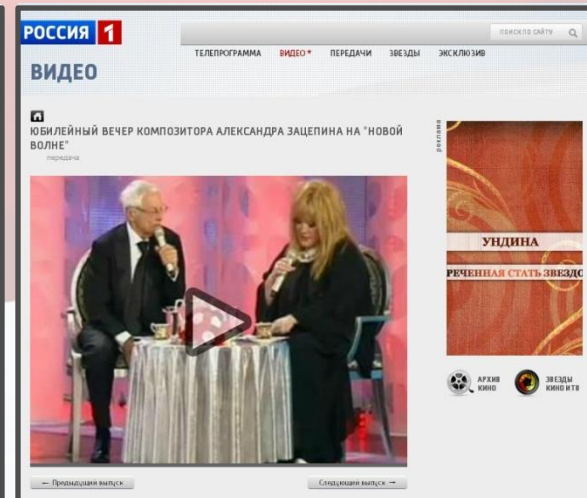 РОССИЯ 1
ПОИСК ПО САЙТУ
ТЕЛЕПРОГРАММА ВИДЕО ПЕРЕДАЧИ ЗВЕЗДЫ ЭКСКЛЮЗИВ
ВИДЕО
ЮБИЛЕЙНЫЙ ВЕЧЕР КОМПОЗИТОРА АЛЕКСАНДРА ЗАЦЕПИНА НА "НОВОЙ
ВОЛНЕ"
передача
реклама
УНДИНА
РЕЧЕННАЯ СТАТЬ ЗВЕЗДО
АРХИВ
КИНО
ЗВЕЗДЫ
КИНО И ТВ
← Предыдущий выпуск
Следующий выпуск →